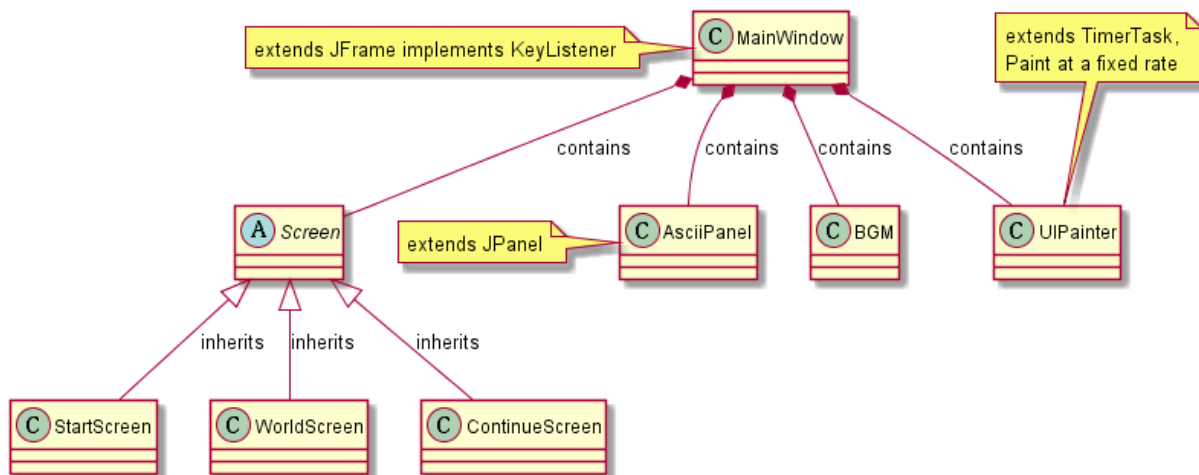 extends JFrame implements KeyListener
C MainWindow
extends TimerTask,
Paint at a fixed rate
contains
contains
contains
contains
A Screen
extends JPanel
C AsciiPanel
C BGM
C UIPainter
inherits
inherits
inherits
C StartScreen
C WorldScreen
C ContinueScreen